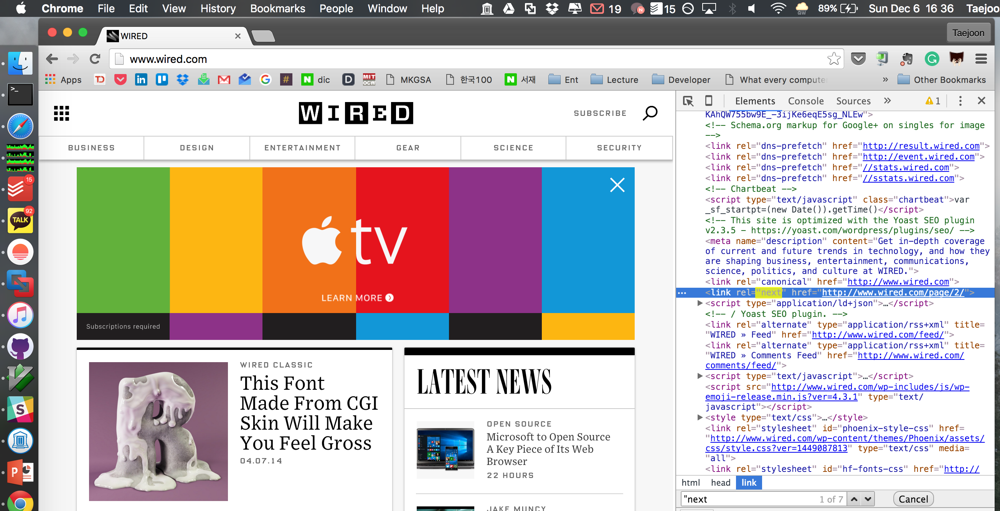 Chrome File Edit View History Bookmarks People Window Help 19 N 15 QW 89% Sun Dec 6 16 36 Taejoo
WIRED × Taejoon
www.wired.com
Apps TD in # N dic D MIT OCW MKGSA 한국100 N 서재 Ent Lecture Developer What every compute » Other Bookmarks
>_
15
92
TALK
S
P
WIRED
SUBSCRIBE
BUSINESS DESIGN ENTERTAINMENT GEAR SCIENCE SECURITY
tv
LEARN MORE
Subscriptions required
WIRED CLASSIC
This Font
Made From CGI
Skin Will Make
You Feel Gross
04.07.14
LATEST NEWS
OPEN SOURCE
Microsoft to Open Source
A Key Piece of Its Web
Browser
22 HOURS
JAKE MUNCY
Elements Console Sources » 1
KAhQW755bw9E_-3ijKe6eqE5sg_NLEw">
<!-- Schema.org markup for Google+ on singles for image
-->
<link rel="dns-prefetch" href="http://result.wired.com">
<link rel="dns-prefetch" href="http://event.wired.com">
<link rel="dns-prefetch" href="//stats.wired.com">
<link rel="dns-prefetch" href="//sstats.wired.com">
<!-- Chartbeat -->
<script type="text/javascript" class="chartbeat">var
_sf_startpt=(new Date()).getTime()</script>
<!-- This site is optimized with the Yoast SEO plugin
v2.3.5 - https://yoast.com/wordpress/plugins/seo/ -->
<meta name="description" content="Get in-depth coverage
of current and future trends in technology, and how they
are shaping business, entertainment, communications,
science, politics, and culture at WIRED.">
<link rel="canonical" href="http://www.wired.com">
<link rel="next" href="http://www.wired.com/page/2/">
<script type="application/ld+json">…</script>
<!-- / Yoast SEO plugin. -->
<link rel="alternate" type="application/rss+xml" title=
"WIRED » Feed" href="http://www.wired.com/feed/">
<link rel="alternate" type="application/rss+xml" title=
"WIRED » Comments Feed" href="http://www.wired.com/
comments/feed/">
<script type="text/javascript">…</script>
<script src="http://www.wired.com/wp-includes/js/wp-
emoji-release.min.js?ver=4.3.1" type="text/
javascript"></script>
<style type="text/css">…</style>
<link rel="stylesheet" id="phoenix-style-css" href=
"http://www.wired.com/wp-content/themes/Phoenix/assets/
css/style.css?ver=1449087813" type="text/css" media=
"all">
<link rel="stylesheet" id="hf-fonts-css" href="http://
html head link
"next 1 of 7 Cancel